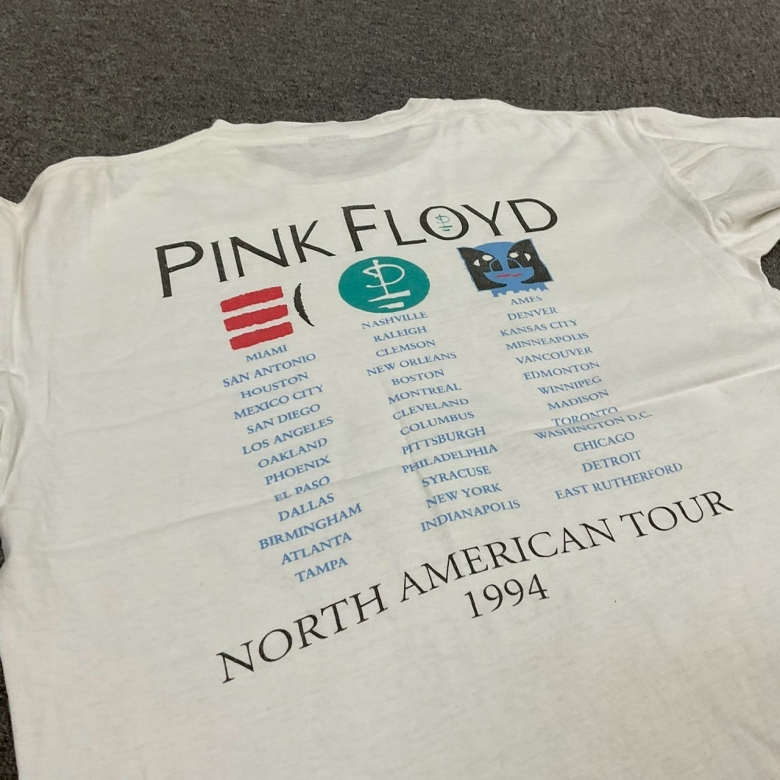 PINK FLOYD
MIAMI
SAN ANTONIO
HOUSTON
MEXICO CITY
SAN DIEGO
LOS ANGELES
OAKLAND
PHOENIX
EL PASO
DALLAS
BIRMINGHAM
ATLANTA
TAMPA
NASHVILLE
RALEIGH
CLEMSON
NEW ORLEANS
BOSTON
MONTREAL
CLEVELAND
COLUMBUS
PITTSBURGH
PHILADELPHIA
SYRACUSE
NEW YORK
INDIANAPOLIS
AMES
DENVER
KANSAS CITY
MINNEAPOLIS
VANCOUVER
EDMONTON
WINNIPEG
MADISON
TORONTO
WASHINGTON D.C.
CHICAGO
DETROIT
EAST RUTHERFORD
NORTH AMERICAN TOUR
1994